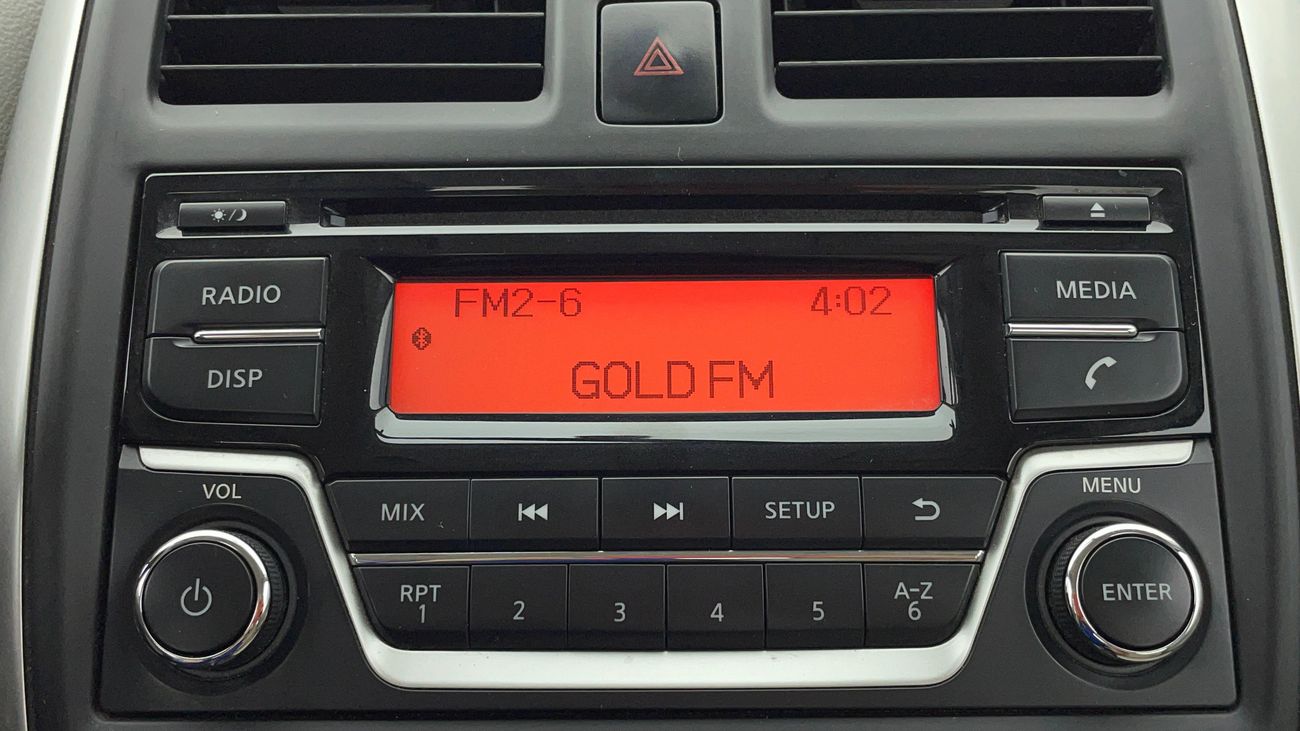 RADIO
MEDIA
FM2-6 4:02
GOLD FM
DISP
VOL
MENU
MIX
SETUP
RPT
1
2
3
4
5
A-Z
6
ENTER